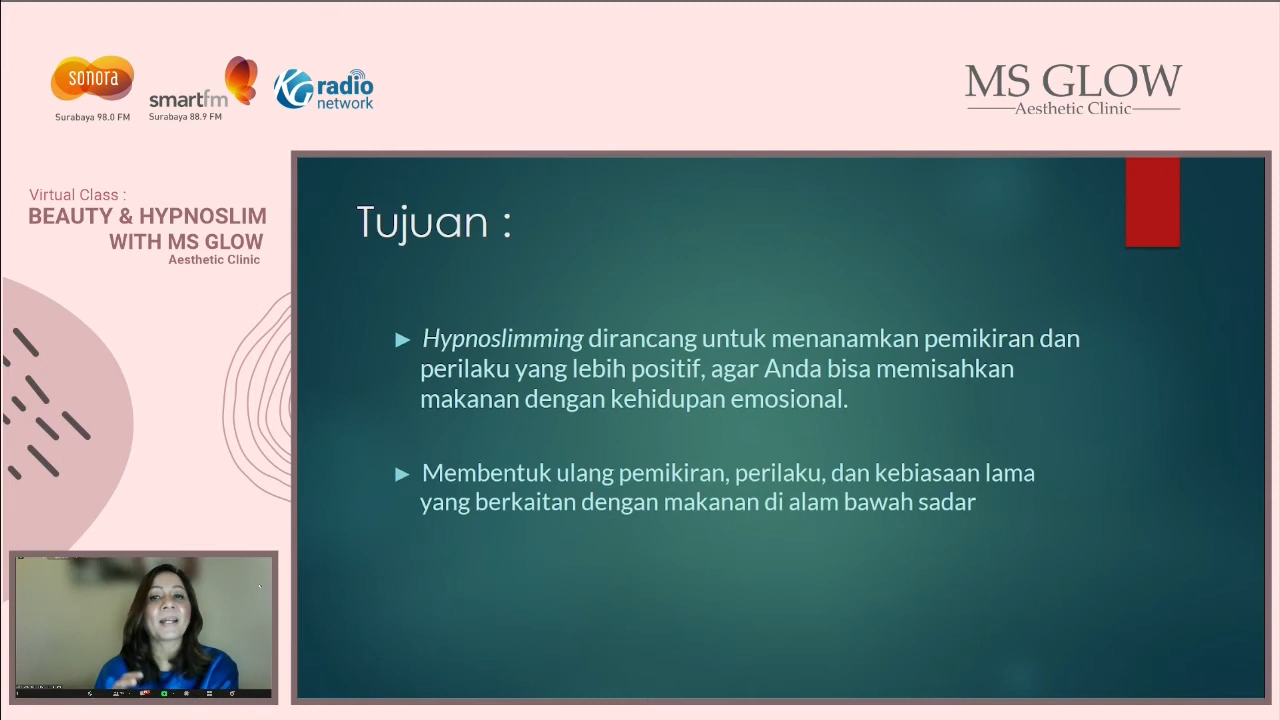 sonora
Surabaya 98.0 FM
smartfm
Surabaya 88.9 FM
KG radio
network
MS GLOW
Aesthetic Clinic
Virtual Class :
BEAUTY & HYPNOSLIM
WITH MS GLOW
Aesthetic Clinic
Tujuan :
► Hypnoslimming dirancang untuk menanamkan pemikiran dan
perilaku yang lebih positif, agar Anda bisa memisahkan
makanan dengan kehidupan emosional.
► Membentuk ulang pemikiran, perilaku, dan kebiasaan lama
yang berkaitan dengan makanan di alam bawah sadar